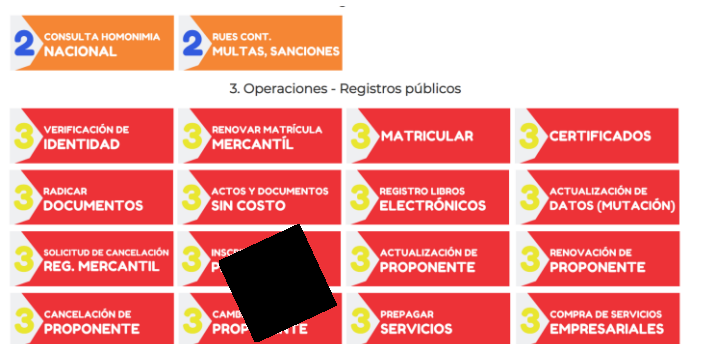 2 CONSULTA HOMONIMIA
NACIONAL
2 RUES CONT.
MULTAS, SANCIONES
3. Operaciones - Registros públicos
3 VERIFICACIÓN DE
IDENTIDAD
3 RENOVAR MATRÍCULA
MERCANTÍL
3 MATRICULAR
3 CERTIFICADOS
3 RADICAR
DOCUMENTOS
3 ACTOS Y DOCUMENTOS
SIN COSTO
3 REGISTRO LIBROS
ELECTRÓNICOS
3 ACTUALIZACIÓN DE
DATOS (MUTACIÓN)
3 SOLICITUD DE CANCELACIÓN
REG. MERCANTIL
3
3 ACTUALIZACIÓN DE
PROPONENTE
3 RENOVACIÓN DE
PROPONENTE
3 CANCELACIÓN DE
PROPONENTE
3
3 PREPAGAR
SERVICIOS
3 COMPRA DE SERVICIOS
EMPRESARIALES